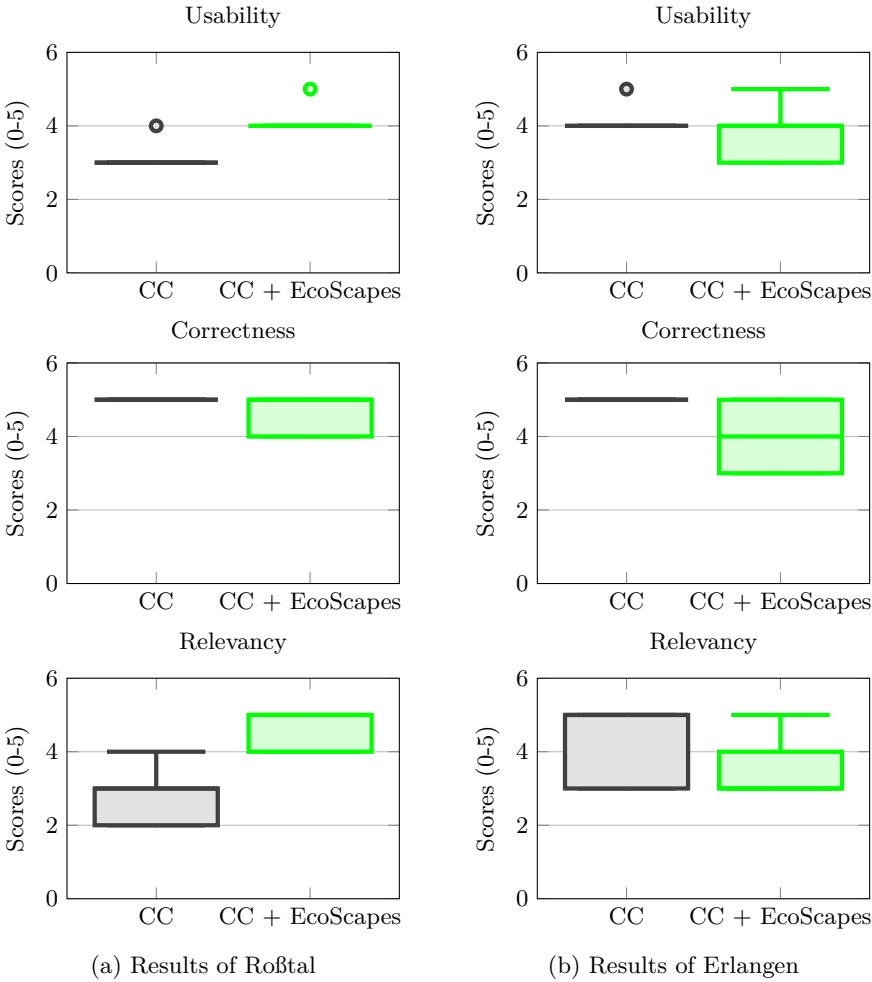 Usability
6
4
2
0
Scores (0-5)
CC
CC + EcoScapes
Correctness
6
4
2
0
Scores (0-5)
CC
CC + EcoScapes
Relevancy
6
4
2
0
Scores (0-5)
CC
CC + EcoScapes
(a) Results of Roßtal
Usability
6
4
2
0
Scores (0-5)
CC
CC + EcoScapes
Correctness
6
4
2
0
Scores (0-5)
CC
CC + EcoScapes
Relevancy
6
4
2
0
Scores (0-5)
CC
CC + EcoScapes
(b) Results of Erlangen